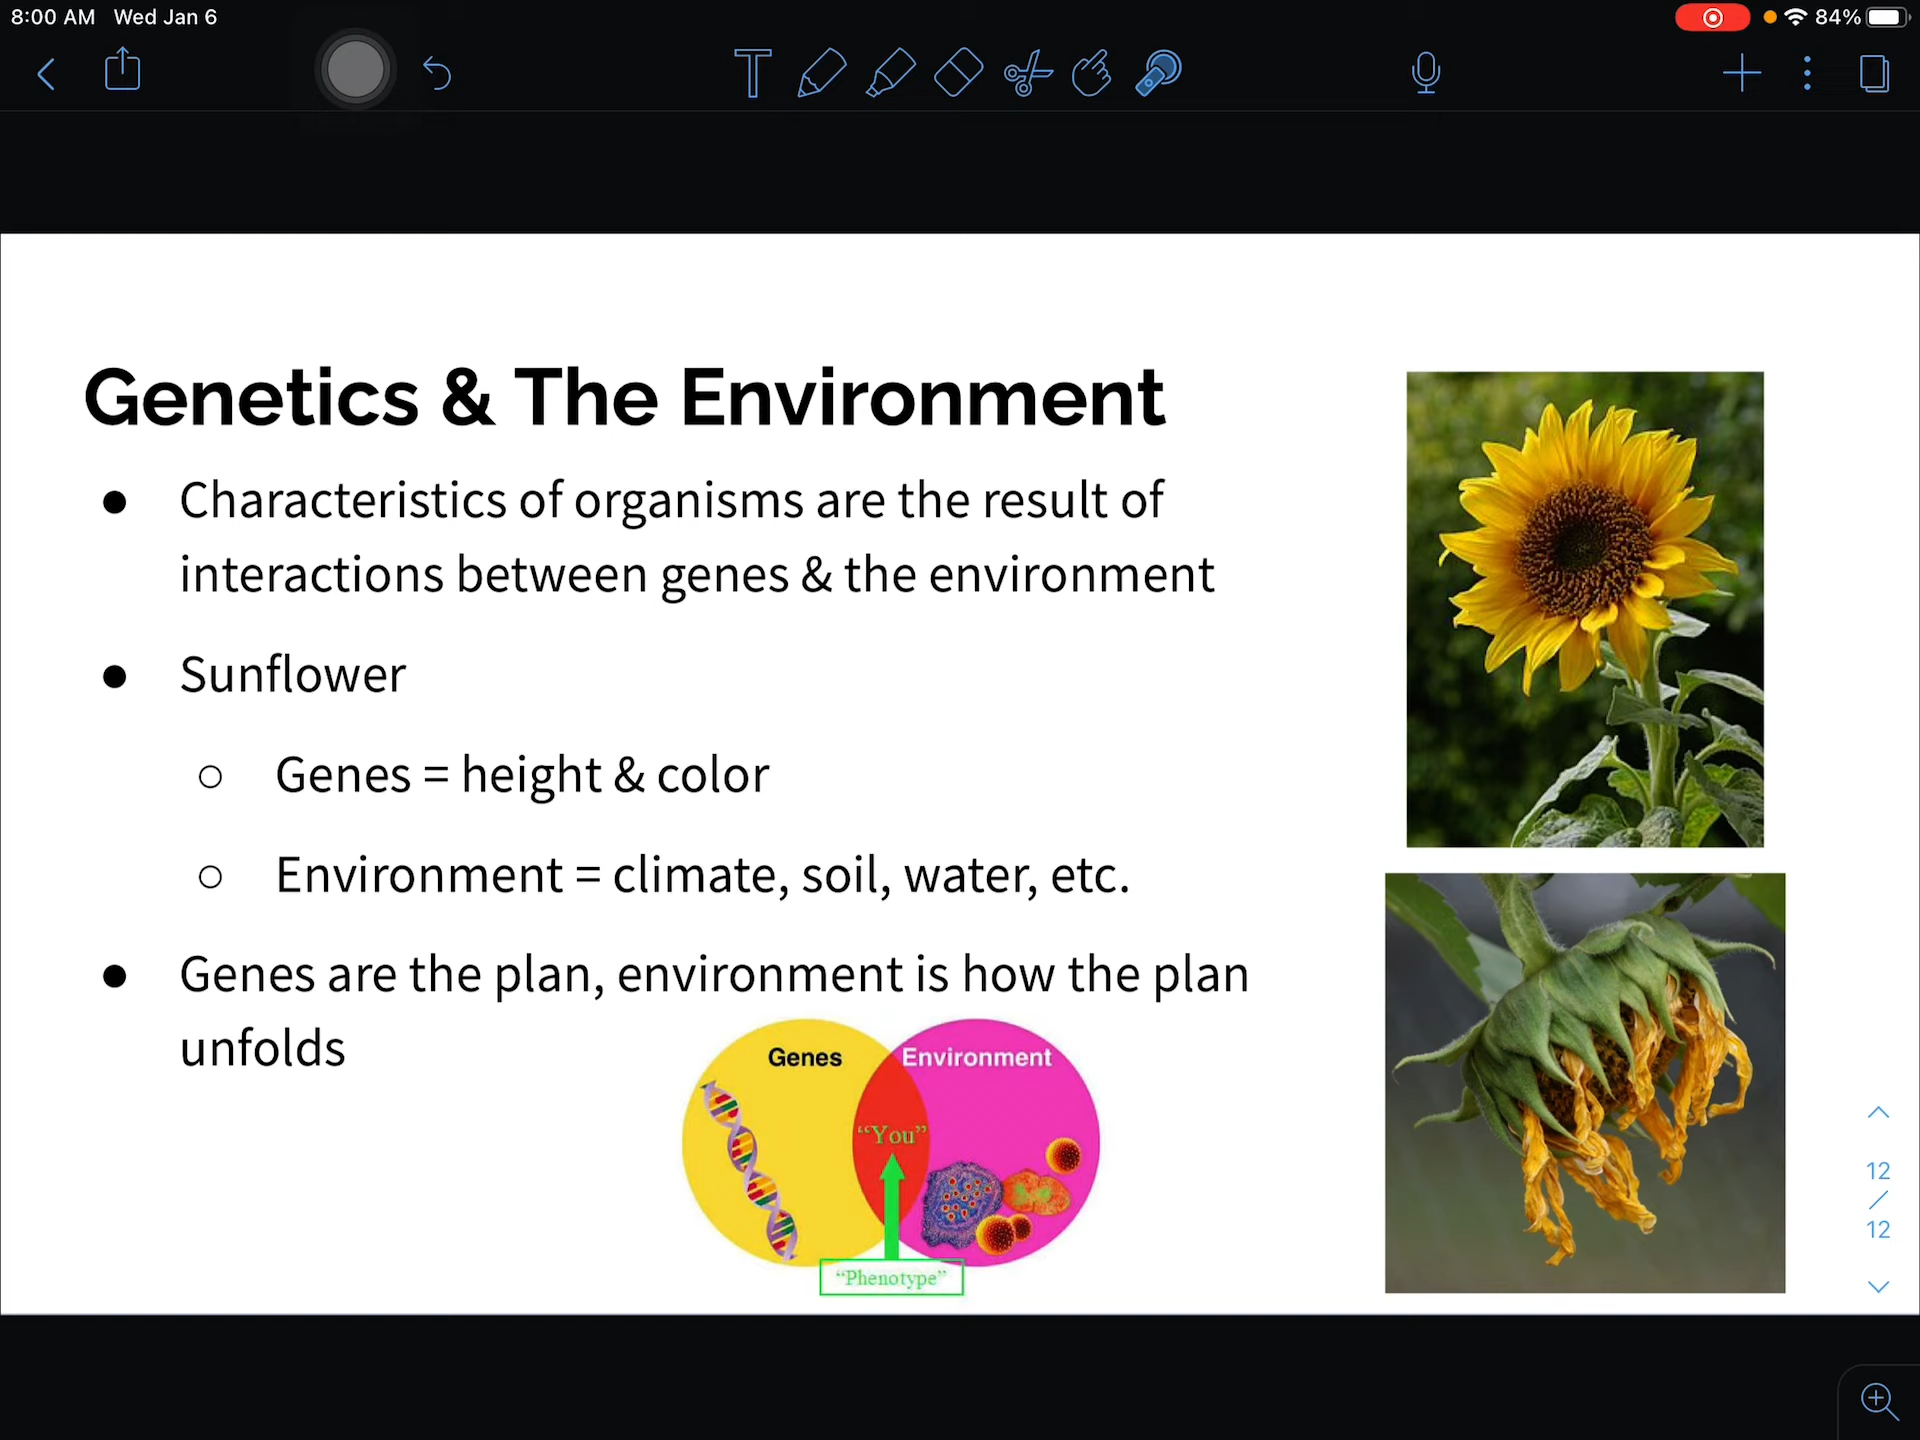 8:00 AM Wed Jan 6
84%
T
Genetics & The Environment
● Characteristics of organisms are the result of
interactions between genes & the environment
● Sunflower
○ Genes = height & color
○ Environment = climate, soil, water, etc.
● Genes are the plan, environment is how the plan
unfolds
Genes
Environment
“You”
“Phenotype”
12
/
12